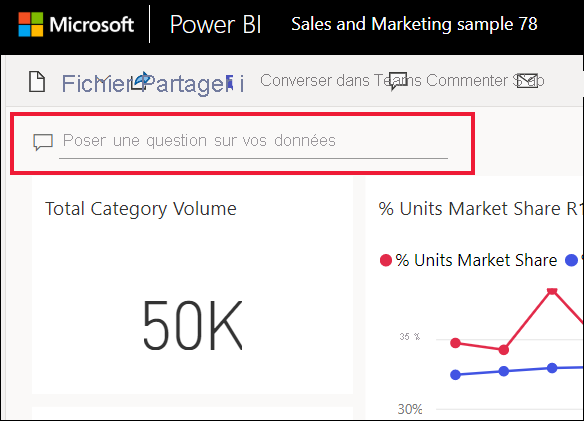 Microsoft Power BI Sales and Marketing sample 78
Fichier Partager Converser dans Teams Commenter
Poser une question sur vos données
Total Category Volume
50K
% Units Market Share R1
% Units Market Share
35 %
30%